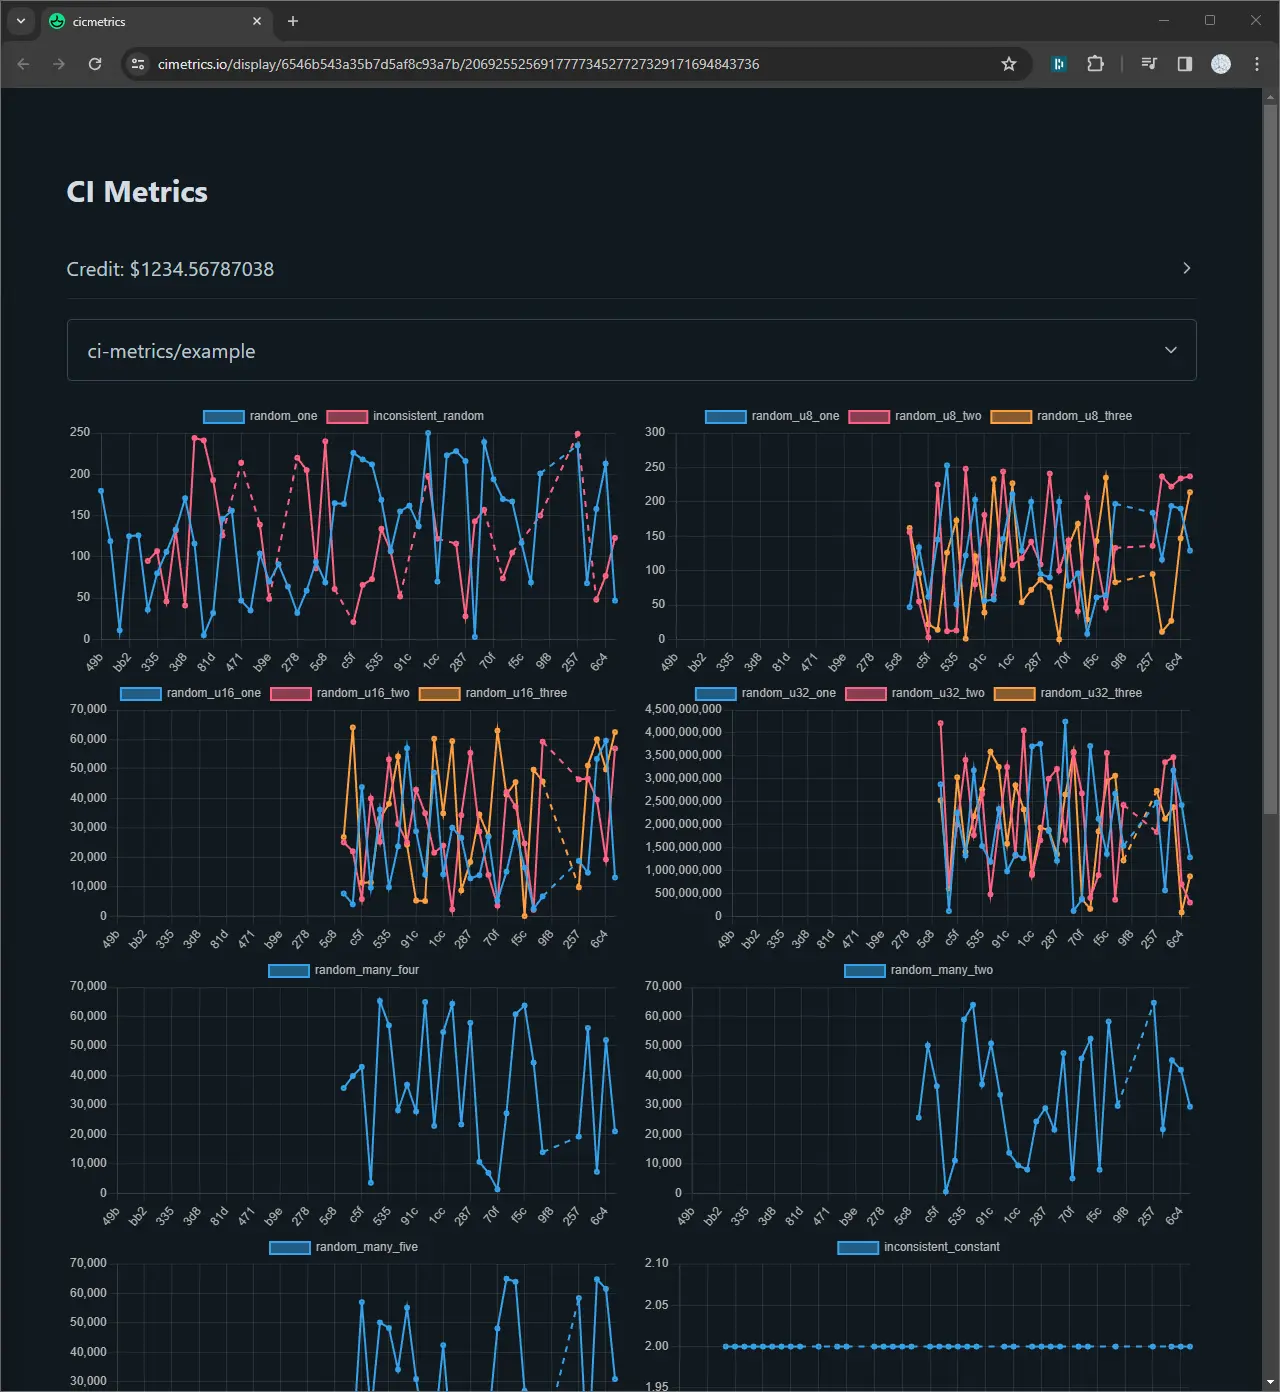 cicmetrics
cimetrics.io/display/6546b543a35b7d5af8c93a7b/206925525691777734527727329171694843736
CI Metrics
Credit: $1234.56787038
ci-metrics/example
random_one inconsistent_random
250
200
150
100
50
0
49b bb2 335 3d8 81d 471 b9e 278 5c8 c5f 535 91c 1cc 287 70f f5c 9f8 257 6c4
random_u8_one random_u8_two random_u8_three
300
250
200
150
100
50
0
49b bb2 335 3d8 81d 471 b9e 278 5c8 c5f 535 91c 1cc 287 70f f5c 9f8 257 6c4
random_u16_one random_u16_two random_u16_three
70,000
60,000
50,000
40,000
30,000
20,000
10,000
0
49b bb2 335 3d8 81d 471 b9e 278 5c8 c5f 535 91c 1cc 287 70f f5c 9f8 257 6c4
random_u32_one random_u32_two random_u32_three
4,500,000,000
4,000,000,000
3,500,000,000
3,000,000,000
2,500,000,000
2,000,000,000
1,500,000,000
1,000,000,000
500,000,000
0
49b bb2 335 3d8 81d 471 b9e 278 5c8 c5f 535 91c 1cc 287 70f f5c 9f8 257 6c4
random_many_four
70,000
60,000
50,000
40,000
30,000
20,000
10,000
0
49b bb2 335 3d8 81d 471 b9e 278 5c8 c5f 535 91c 1cc 287 70f f5c 9f8 257 6c4
random_many_two
70,000
60,000
50,000
40,000
30,000
20,000
10,000
0
49b bb2 335 3d8 81d 471 b9e 278 5c8 c5f 535 91c 1cc 287 70f f5c 9f8 257 6c4
random_many_five
70,000
60,000
50,000
40,000
30,000
inconsistent_constant
2.10
2.05
2.00
1.95